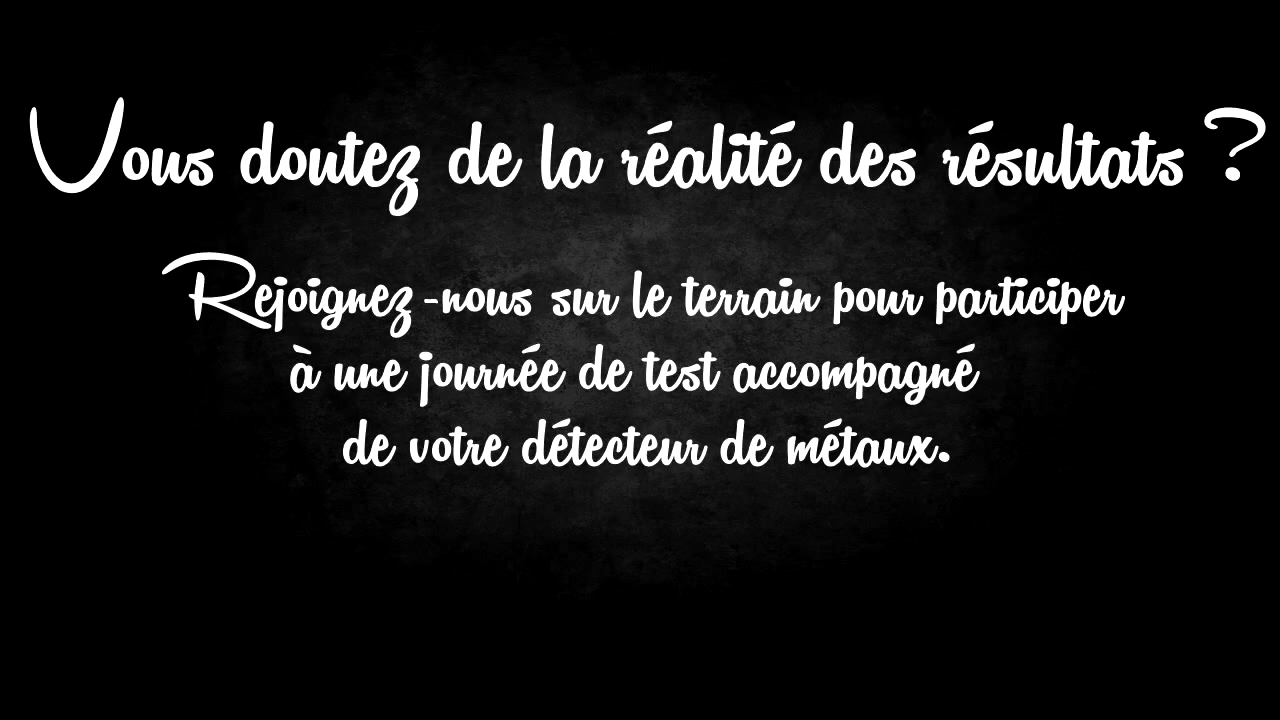 Vous doutez de la réalité des résultats ?
Rejoignez-nous sur le terrain pour participer
à une journée de test accompagné
de votre détecteur de métaux.